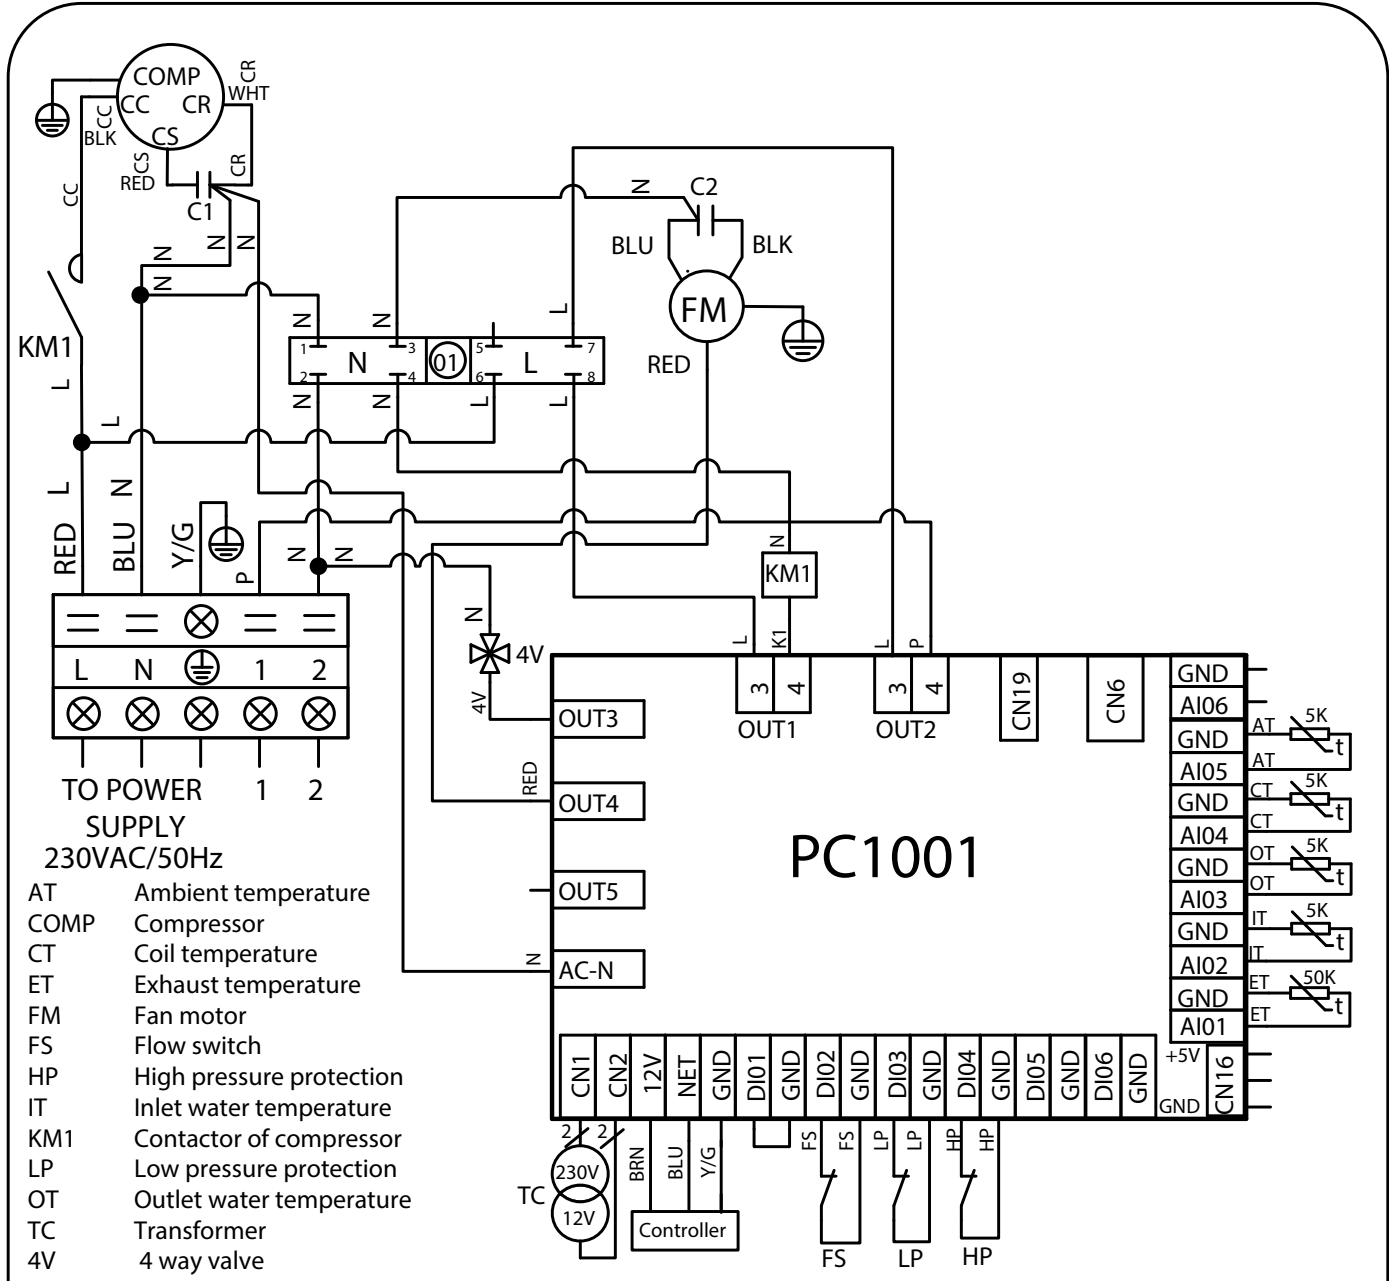 COMP
CC
CR
CS
CR
WHT
CC
BLK
CS
RED
CR
C1
CC
N
N
N
N
KM1
L
N
N
N
C2
BLU
BLK
FM
RED
L
1
N
3
01
5
L
7
2
4
6
8
N
N
L
L
L
L
N
RED
BLU
Y/G
P
N
N
N
KM1
N
4V
4V
L
K1
L
P
L
N
1
2
TO POWER
1
2
SUPPLY
230VAC/50Hz
OUT3
RED
OUT4
OUT5
N
AC-N
3
4
OUT1
3
4
OUT2
CN19
CN6
PC1001
GND
AI06
GND
AI05
GND
AI04
GND
AI03
GND
AI02
GND
AI01
AT
5K
t
AT
CT
5K
t
CT
OT
5K
t
OT
IT
5K
t
IT
ET
50K
t
ET
+5V
GND
CN16
CN1
CN2
12V
NET
GND
DI01
GND
DI02
GND
DI03
GND
DI04
GND
DI05
GND
DI06
GND
2
2
230V
12V
TC
BRN
BLU
Y/G
Controller
FS
FS
LP
LP
HP
HP
FS
LP
HP
AT Ambient temperature
COMP Compressor
CT Coil temperature
ET Exhaust temperature
FM Fan motor
FS Flow switch
HP High pressure protection
IT Inlet water temperature
KM1 Contactor of compressor
LP Low pressure protection
OT Outlet water temperature
TC Transformer
4V 4 way valve